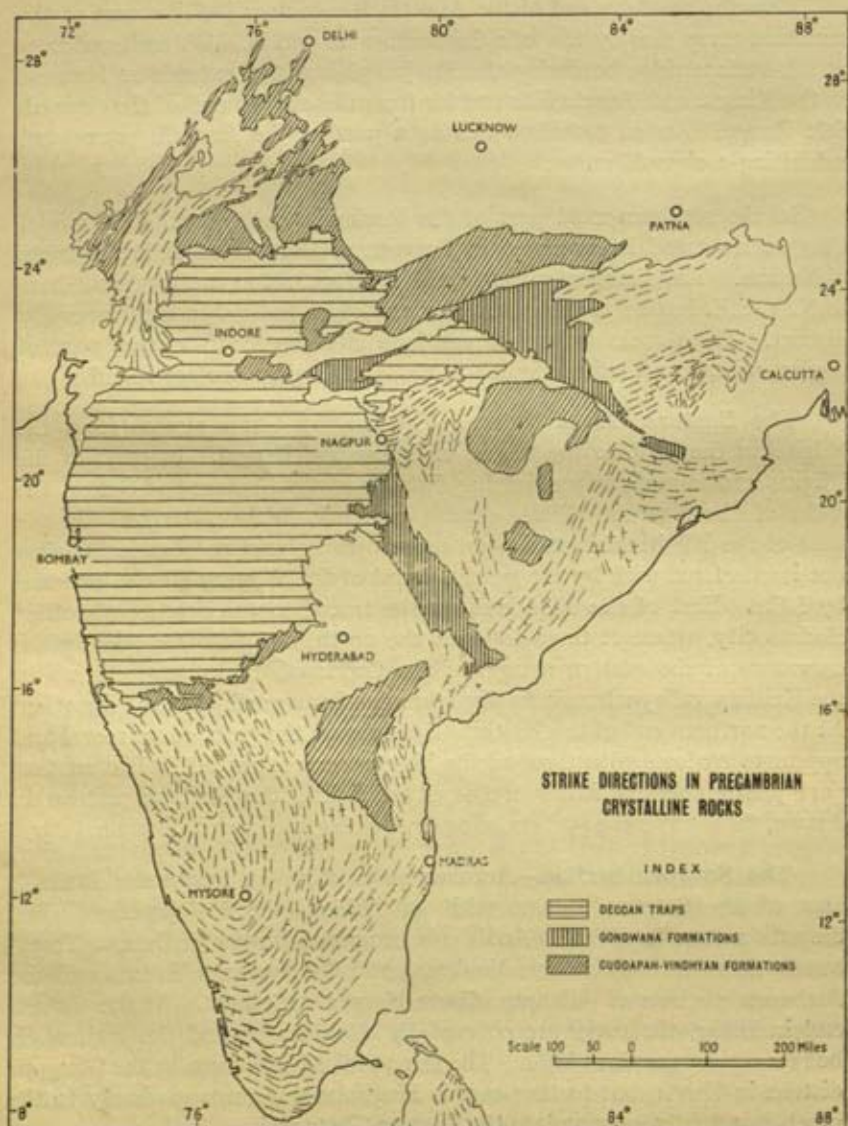 72° 76° 80° 84° 88°
DELHI
28° 28°
LUCKNOW
PATNA
24° 24°
INDORE
CALCUTTA
NAGPUR
20° 20°
BOMBAY
HYDERABAD
16° 16°
STRIKE DIRECTIONS IN PRECAMBRIAN
CRYSTALLINE ROCKS
INDEX
MADRAS
MYSORE
12° 12°
DECCAN TRAPS
GONDWANA FORMATIONS
CUDDAPAH-VINDHYAN FORMATIONS
Scale 100 50 0 100 200 Miles
8° 76° 84° 88°